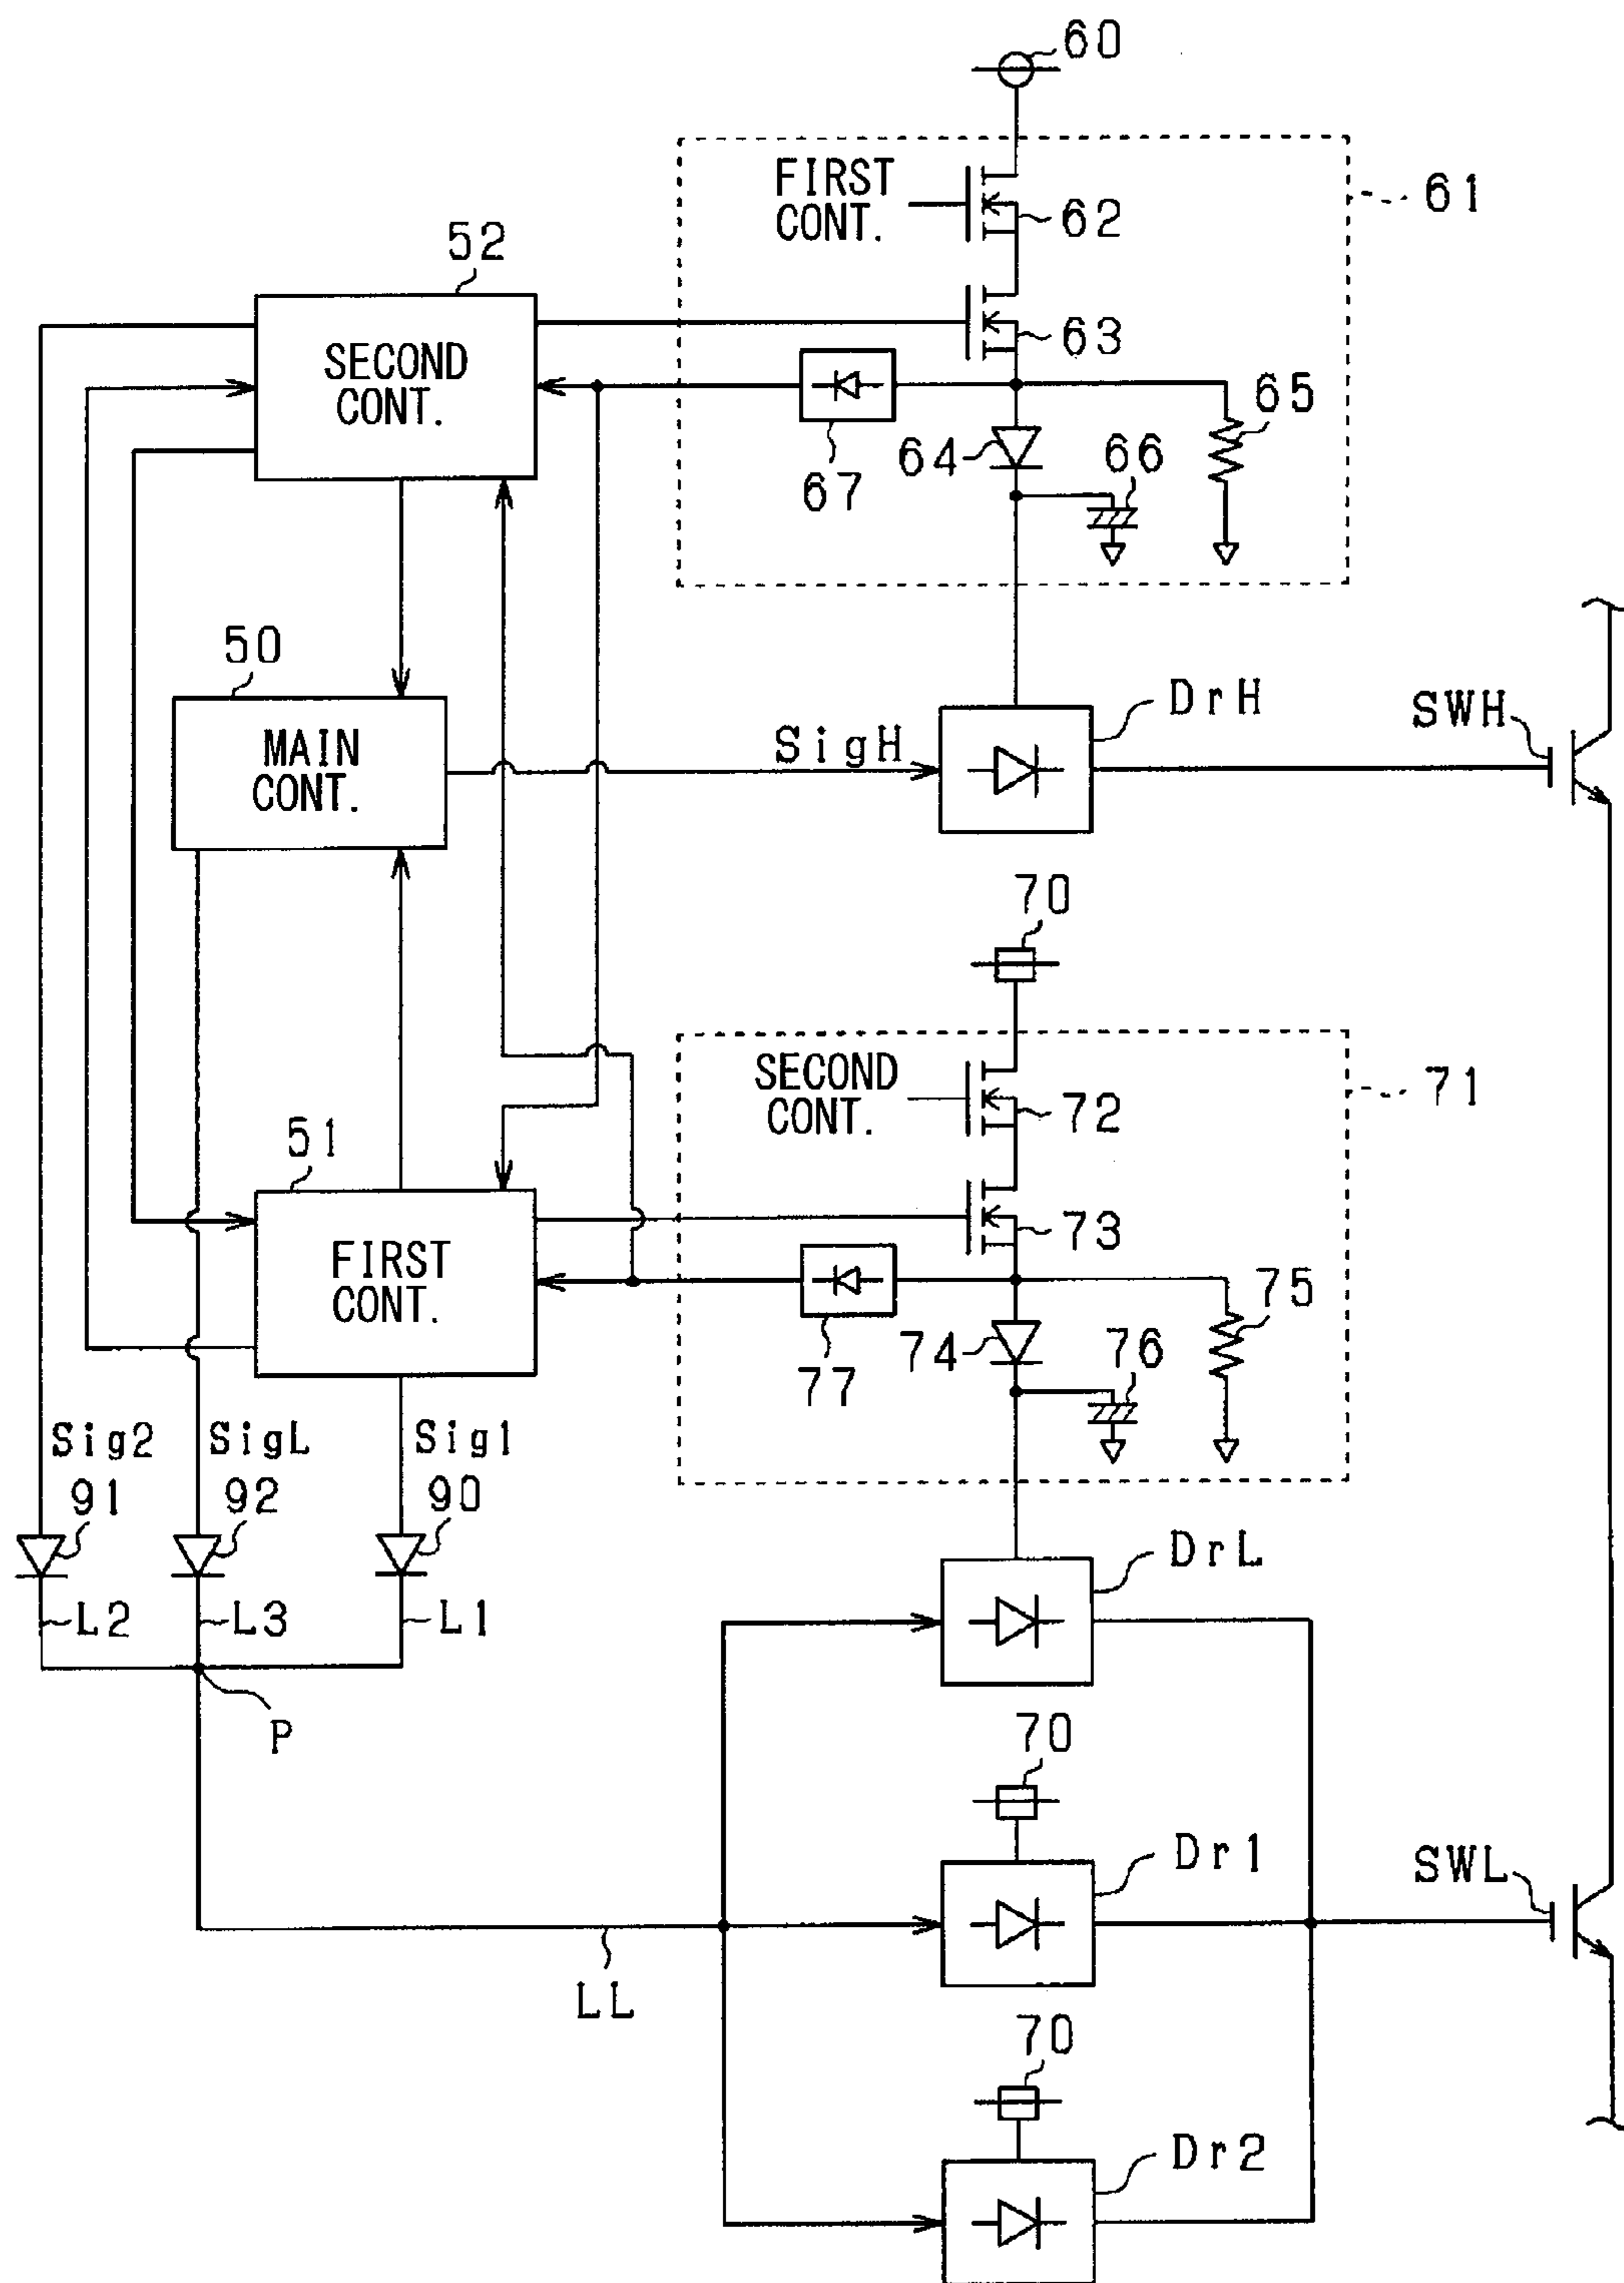 60
FIRST
CONT.
62
61
52
SECOND
CONT.
63
67
64
66
65
50
MAIN
CONT.
SigH
DrH
SWH
70
SECOND
CONT.
72
71
51
FIRST
CONT.
73
77
74
76
75
Sig2
SigL
Sig1
91
92
90
L2
L3
L1
DrL
P
70
Dr1
SWL
LL
70
Dr2